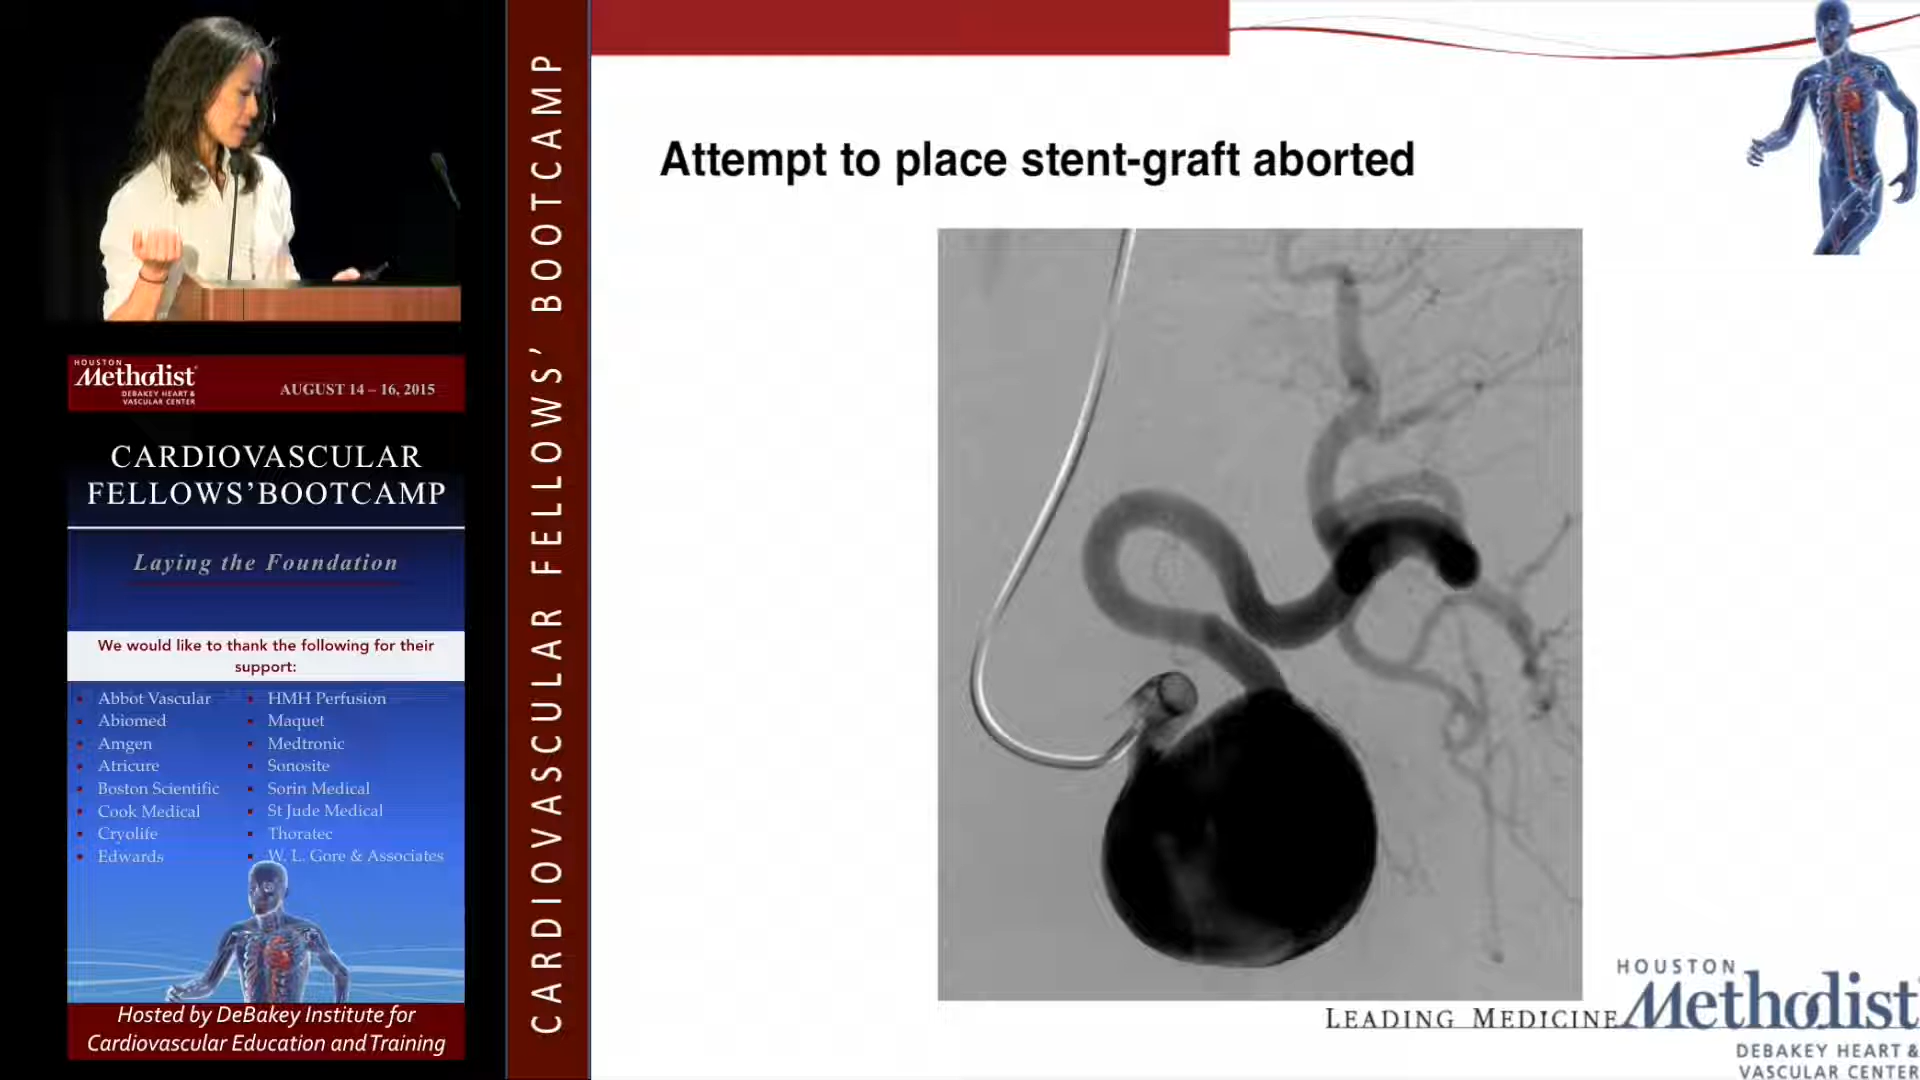 HOUSTON
Methodist
DEBAKEY HEART &
VASCULAR CENTER
AUGUST 14 – 16, 2015
CARDIOVASCULAR
FELLOWS’BOOTCAMP
Laying the Foundation
We would like to thank the following for their
support:
Abbot Vascular
Abiomed
Amgen
Atricure
Boston Scientific
Cook Medical
Cryolife
Edwards
HMH Perfusion
Maquet
Medtronic
Sonosite
Sorin Medical
St Jude Medical
Thoratec
W. L. Gore & Associates
Hosted by DeBakey Institute for
Cardiovascular Education and Training
CARDIOVASCULAR FELLOWS’ BOOTCAMP
Attempt to place stent-graft aborted
LEADING MEDICINE
HOUSTON
Methodist
DEBAKEY HEART &
VASCULAR CENTER